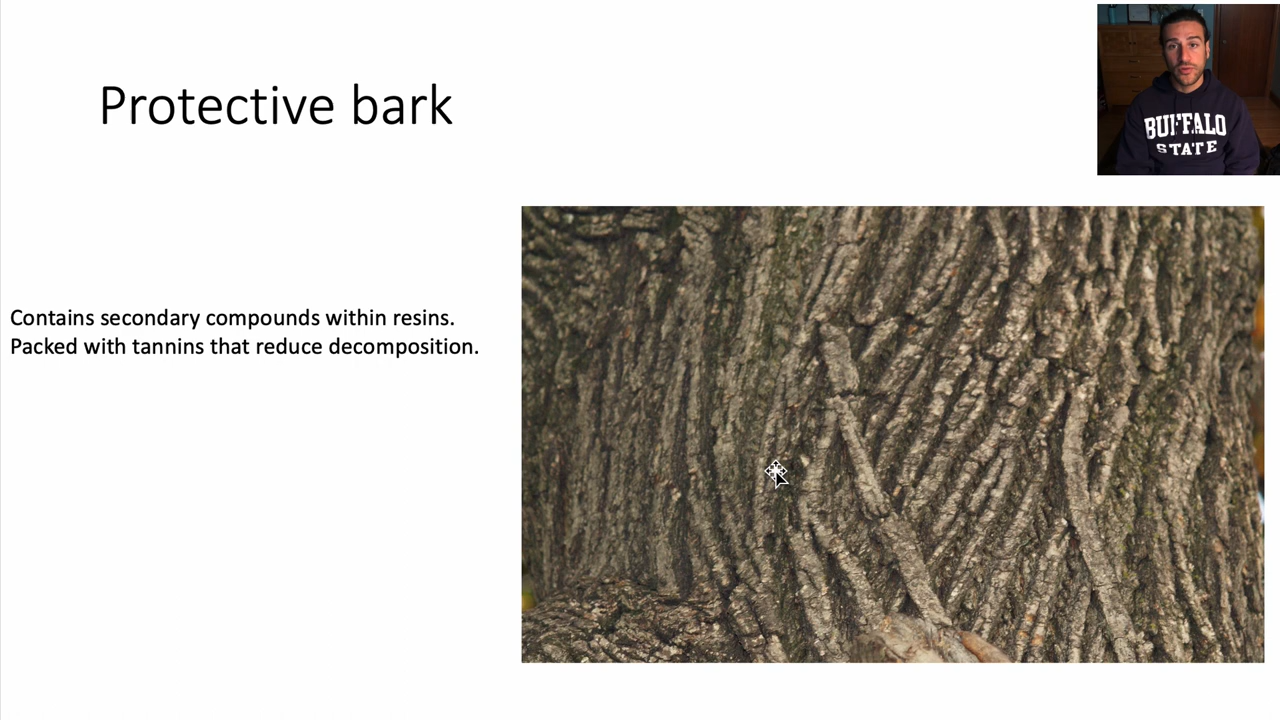 Protective bark
BUFFALO
STATE
Contains secondary compounds within resins.
Packed with tannins that reduce decomposition.